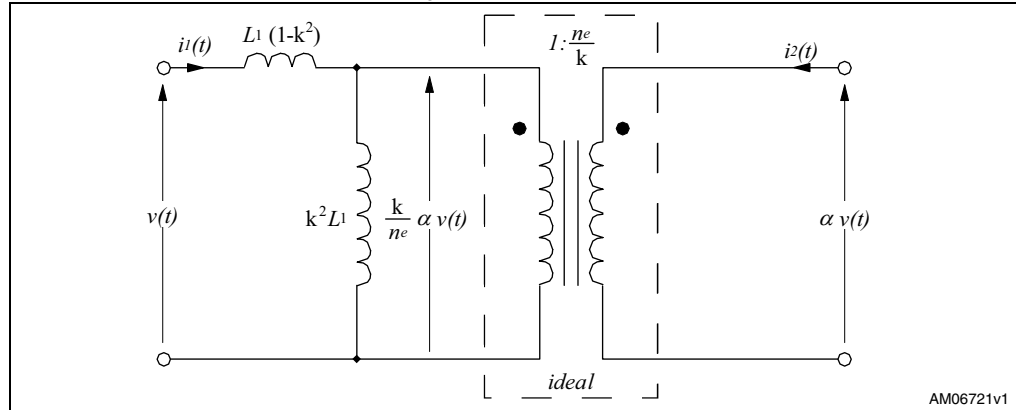 i1(t)
L1 (1-k²)
1: ne/k
i2(t)
v(t)
k²L1
k/ne α v(t)
α v(t)
ideal
AM06721v1